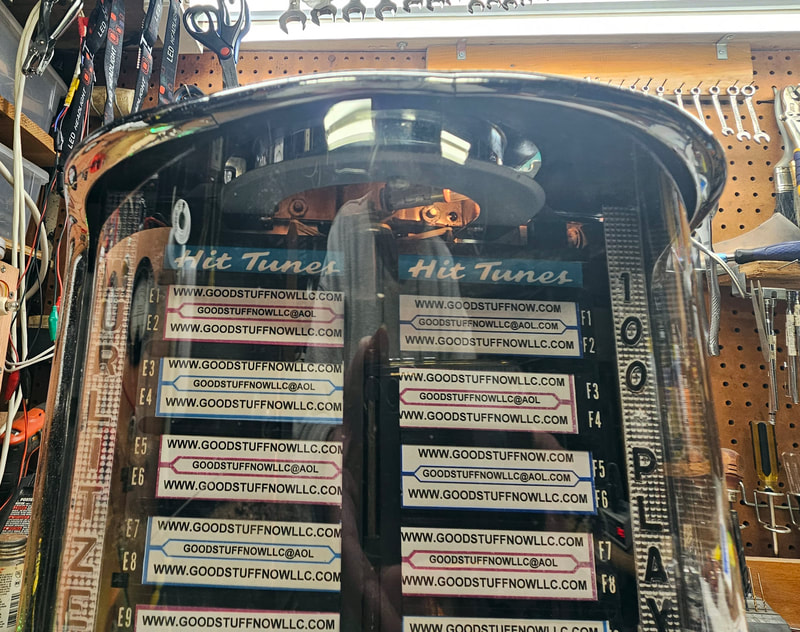 LED HEADLAMP
Hit Tunes
E1 WWW.GOODSTUFFNOWLLC.COM
GOODSTUFFNOWLLC@AOL
E2 WWW.GOODSTUFFNOWLLC.COM
E3 WWW.GOODSTUFFNOWLLC.COM
GOODSTUFFNOWLLC@AOL
E4 WWW.GOODSTUFFNOWLLC.COM
E5 WWW.GOODSTUFFNOWLLC.COM
GOODSTUFFNOWLLC@AOL
E6 WWW.GOODSTUFFNOWLLC.COM
E7 WWW.GOODSTUFFNOWLLC.COM
GOODSTUFFNOWLLC@AOL
E8 WWW.GOODSTUFFNOWLLC.COM
E9 WWW.GOODSTUFFNOWLLC.COM
Hit Tunes
WWW.GOODSTUFFNOW.COM F1
GOODSTUFFNOWLLC@AOL.COM
WWW.GOODSTUFFNOWLLC.COM F2
WWW.GOODSTUFFNOWLLC.COM F3
GOODSTUFFNOWLLC@AOL
WWW.GOODSTUFFNOWLLC.COM F4
WWW.GOODSTUFFNOW.COM F5
GOODSTUFFNOWLLC@AOL.COM
WWW.GOODSTUFFNOWLLC.COM F6
WWW.GOODSTUFFNOWLLC.COM F7
GOODSTUFFNOWLLC@AOL
WWW.GOODSTUFFNOWLLC.COM F8
URLITZE
100 PLAY